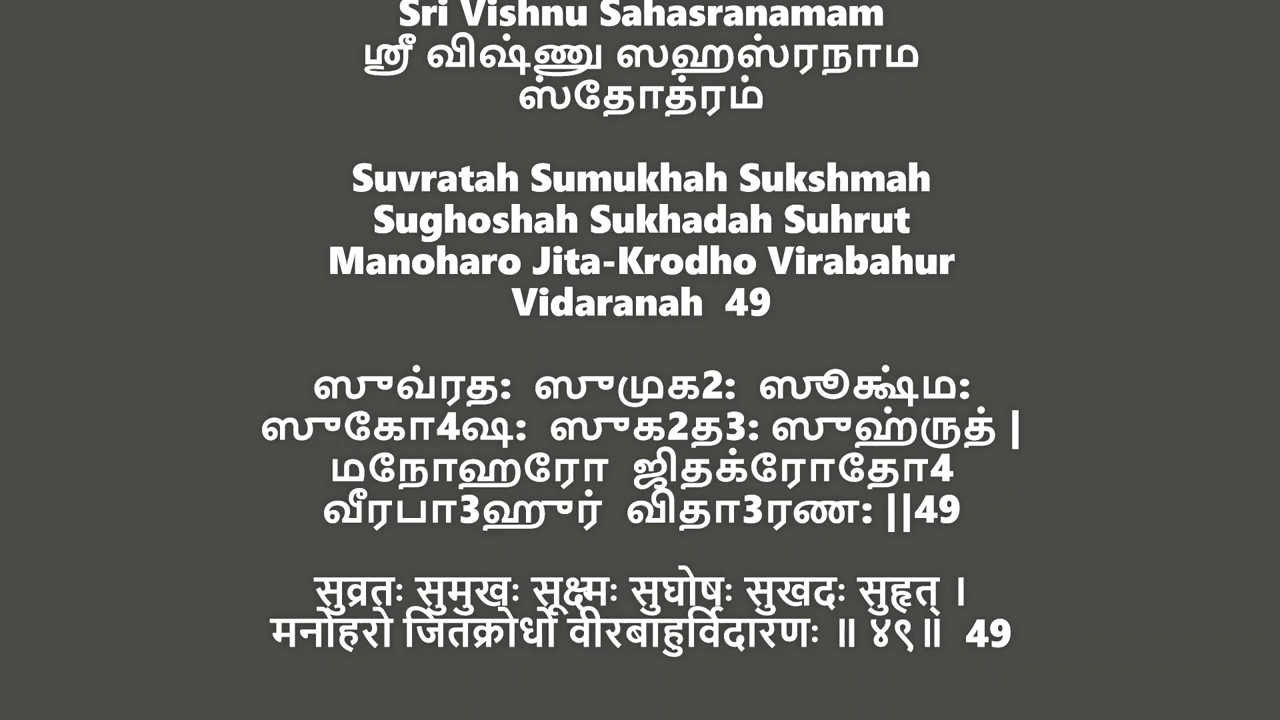 Sri Vishnu Sahasranamam
ஸ்ரீ விஷ்ணு ஸஹஸ்ரநாம
ஸ்தோத்ரம்
Suvratah Sumukhah Sukshmah
Sughoshah Sukhadah Suhrut
Manoharo Jita-Krodho Virabahur
Vidaranah  49
ஸுவ்ரத:  ஸுமுக2:  ஸூக்ஷ்ம:
ஸுகோ4ஷ:  ஸுக2த3: ஸுஹ்ருத் |
மநோஹரோ  ஜிதக்ரோதோ4
வீரபா3ஹுர்  விதா3ரண: ||49
सुव्रतः सुमुखः सूक्ष्मः सुघोषः सुखदः सुहृत् ।
मनोहरो जितक्रोधो वीरबाहुर्विदारणः ॥ ४९॥  49